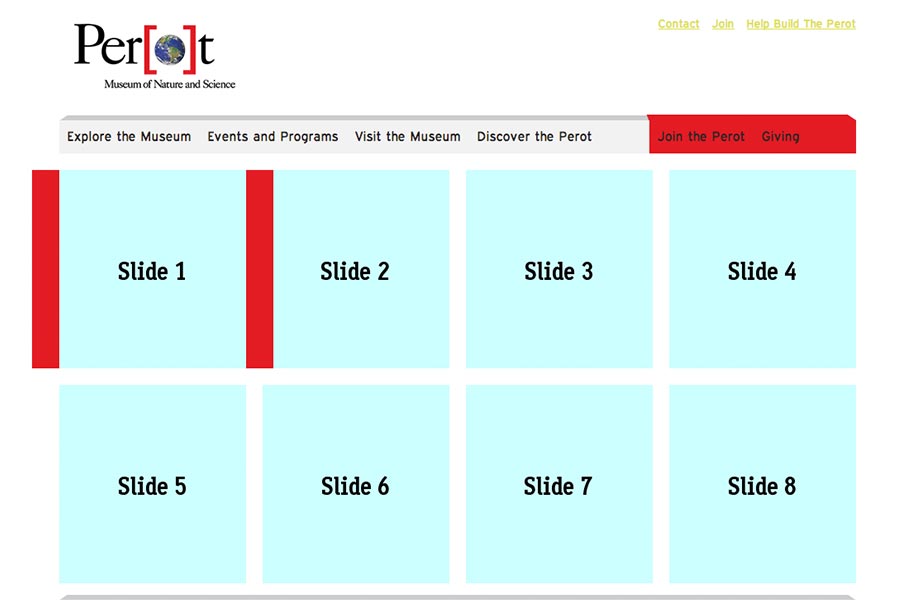 Contact Join Help Build The Perot
Per[o]t
Museum of Nature and Science
Explore the Museum Events and Programs Visit the Museum Discover the Perot Join the Perot Giving
Slide 1 Slide 2 Slide 3 Slide 4
Slide 5 Slide 6 Slide 7 Slide 8